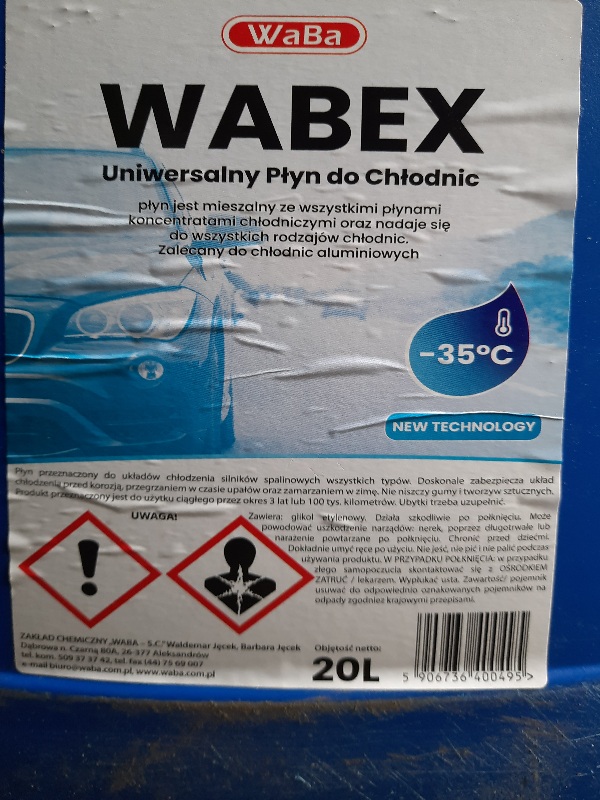 WaBa
WABEX
Uniwersalny Płyn do Chłodnic
płyn jest mieszalny ze wszystkimi płynami
koncentratami chłodniczymi oraz nadaje się
do wszystkich rodzajów chłodnic.
Zalecany do chłodnic aluminiowych
-35°C
NEW TECHNOLOGY
Płyn przeznaczony do układów chłodzenia silników spalinowych wszystkich typów. Doskonale zabezpiecza układ
chłodzenia przed korozją, przegrzaniem w czasie upałów oraz zamarzaniem w zimę. Nie niszczy gumy i tworzyw sztucznych.
Produkt przeznaczony jest do użytku ciągłego przez okres 3 lat lub 100 tys. kilometrów. Ubytki trzeba uzupełnić.
UWAGA!
Zawiera: glikol etylenowy. Działa szkodliwie po połknięciu. Może
powodować uszkodzenie narządów: nerek, poprzez długotrwałe lub
narażenie powtarzane po połknięciu. Chronić przed dziećmi.
Dokładnie umyć ręce po użyciu. Nie jeść, nie pić i nie palić podczas
używania produktu. W PRZYPADKU POŁKNIĘCIA: w przypadku
złego samopoczucia skontaktować się z OŚRODKIEM
ZATRUĆ / lekarzem. Wypłukać usta. Zawartość/ pojemnik
usuwać do odpowiednio oznakowanych pojemników na
odpady zgodnie z krajowymi przepisami.
ZAKŁAD CHEMICZNY „WABA – S.C." Waldemar Jęcek, Barbara Jęcek
Dąbrowa n. Czarną 80A, 26-377 Aleksandrów
tel. kom. 509 37 37 42, tel. fax (44) 75 69 007
e-mail biuro@waba.com.pl, www.waba.com.pl
Objętość netto:
20L
5 906736 400495 >